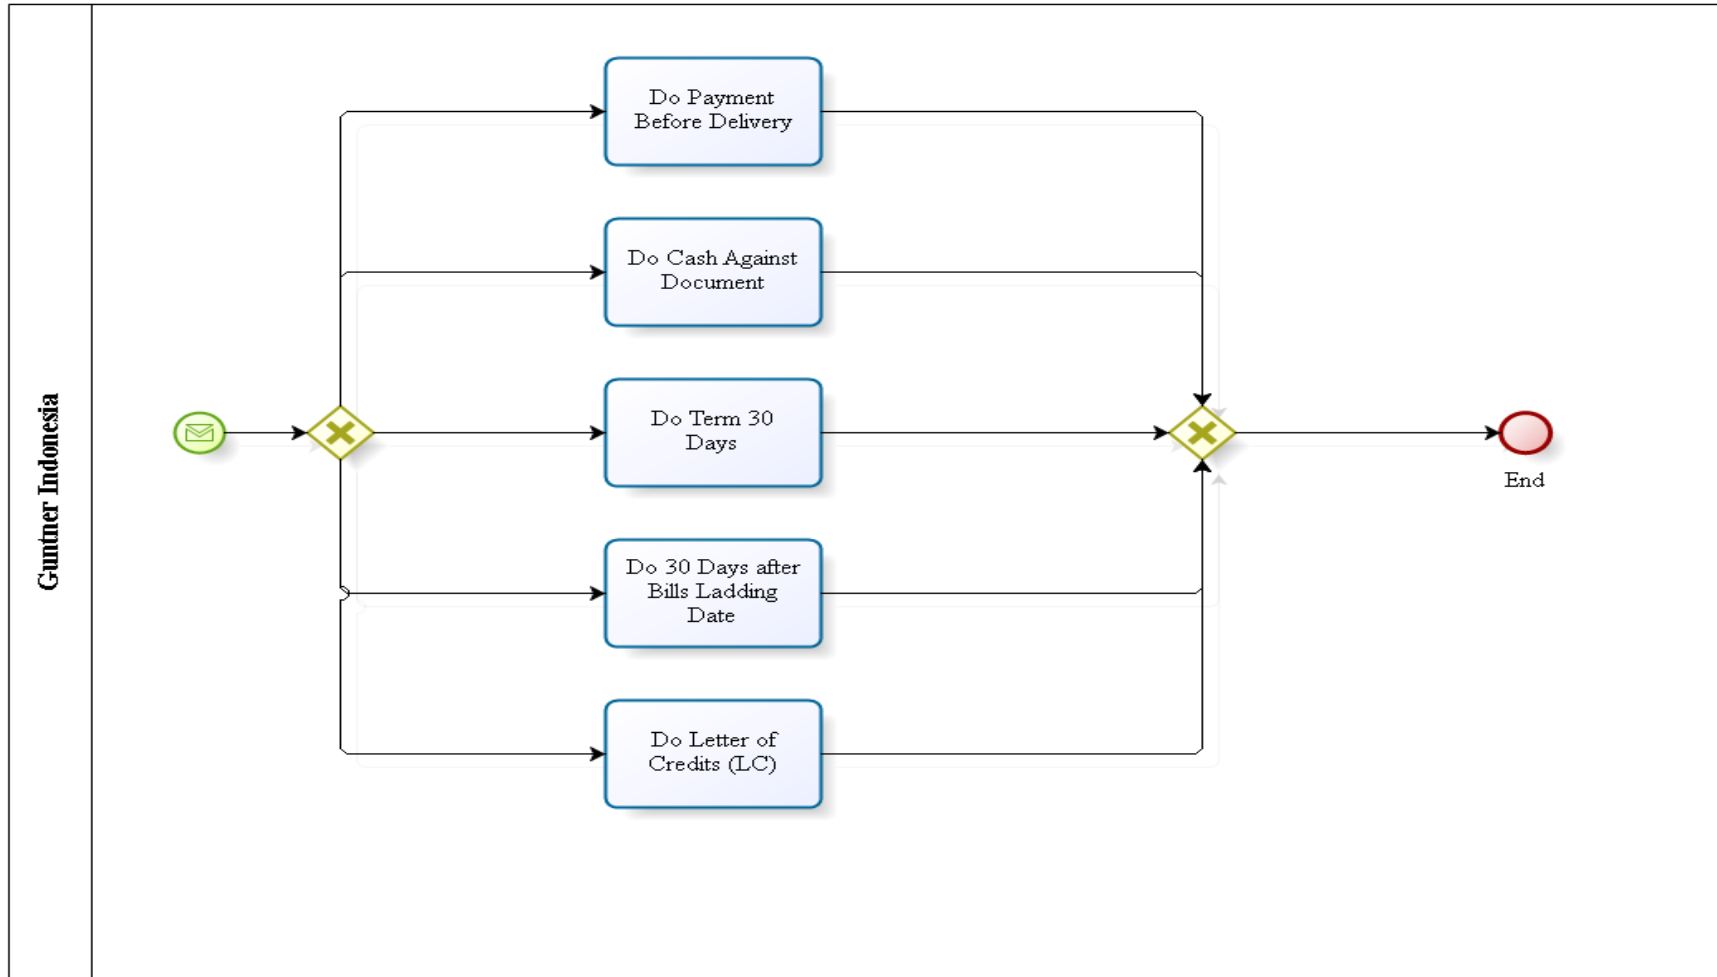 Guntner Indonesia
Do Payment
Before Delivery
Do Cash Against
Document
Do Term 30
Days
Do 30 Days after
Bills Ladding
Date
Do Letter of
Credits (LC)
End